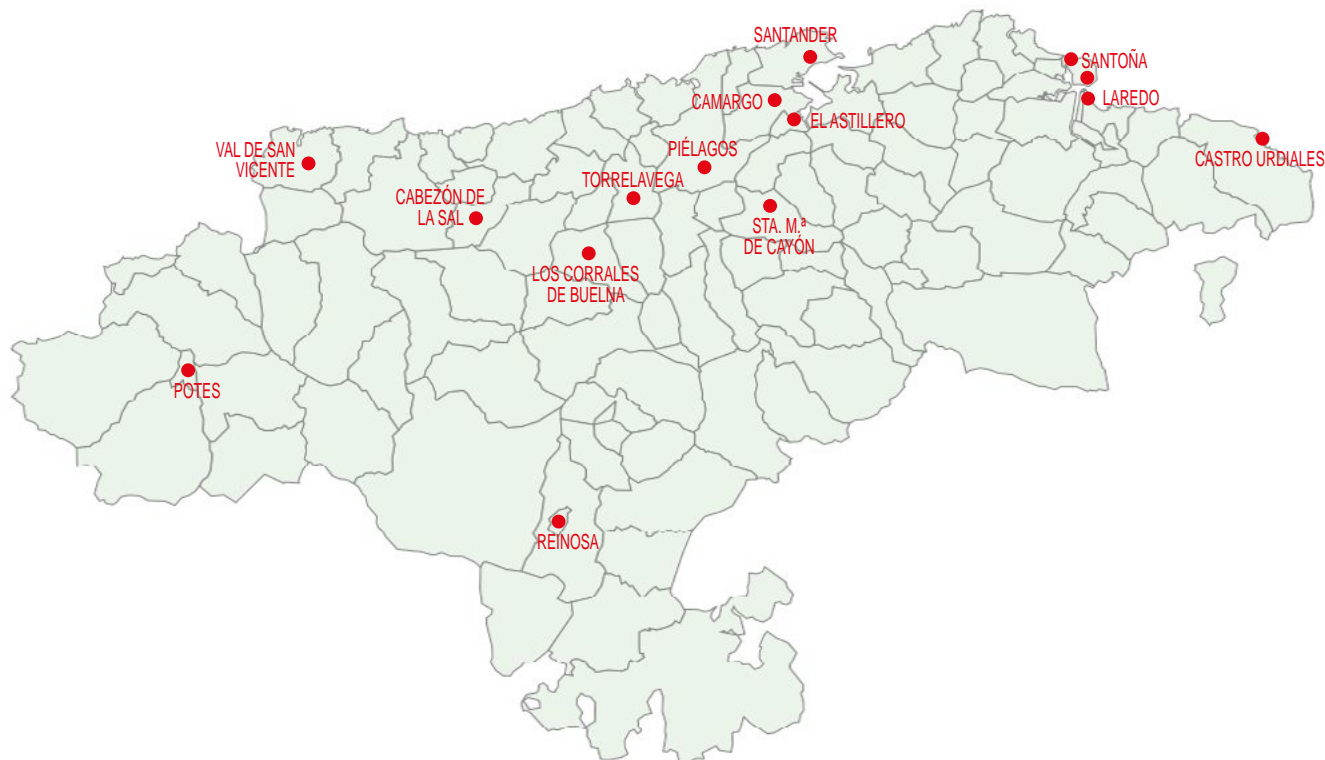 SANTANDER
SANTOÑA
CAMARGO
LAREDO
EL ASTILLERO
VAL DE SAN
VICENTE
PIÉLAGOS
CASTRO URDIALES
TORRELAVEGA
CABEZÓN DE
LA SAL
STA. M.ª
DE CAYÓN
LOS CORRALES
DE BUELNA
POTES
REINOSA